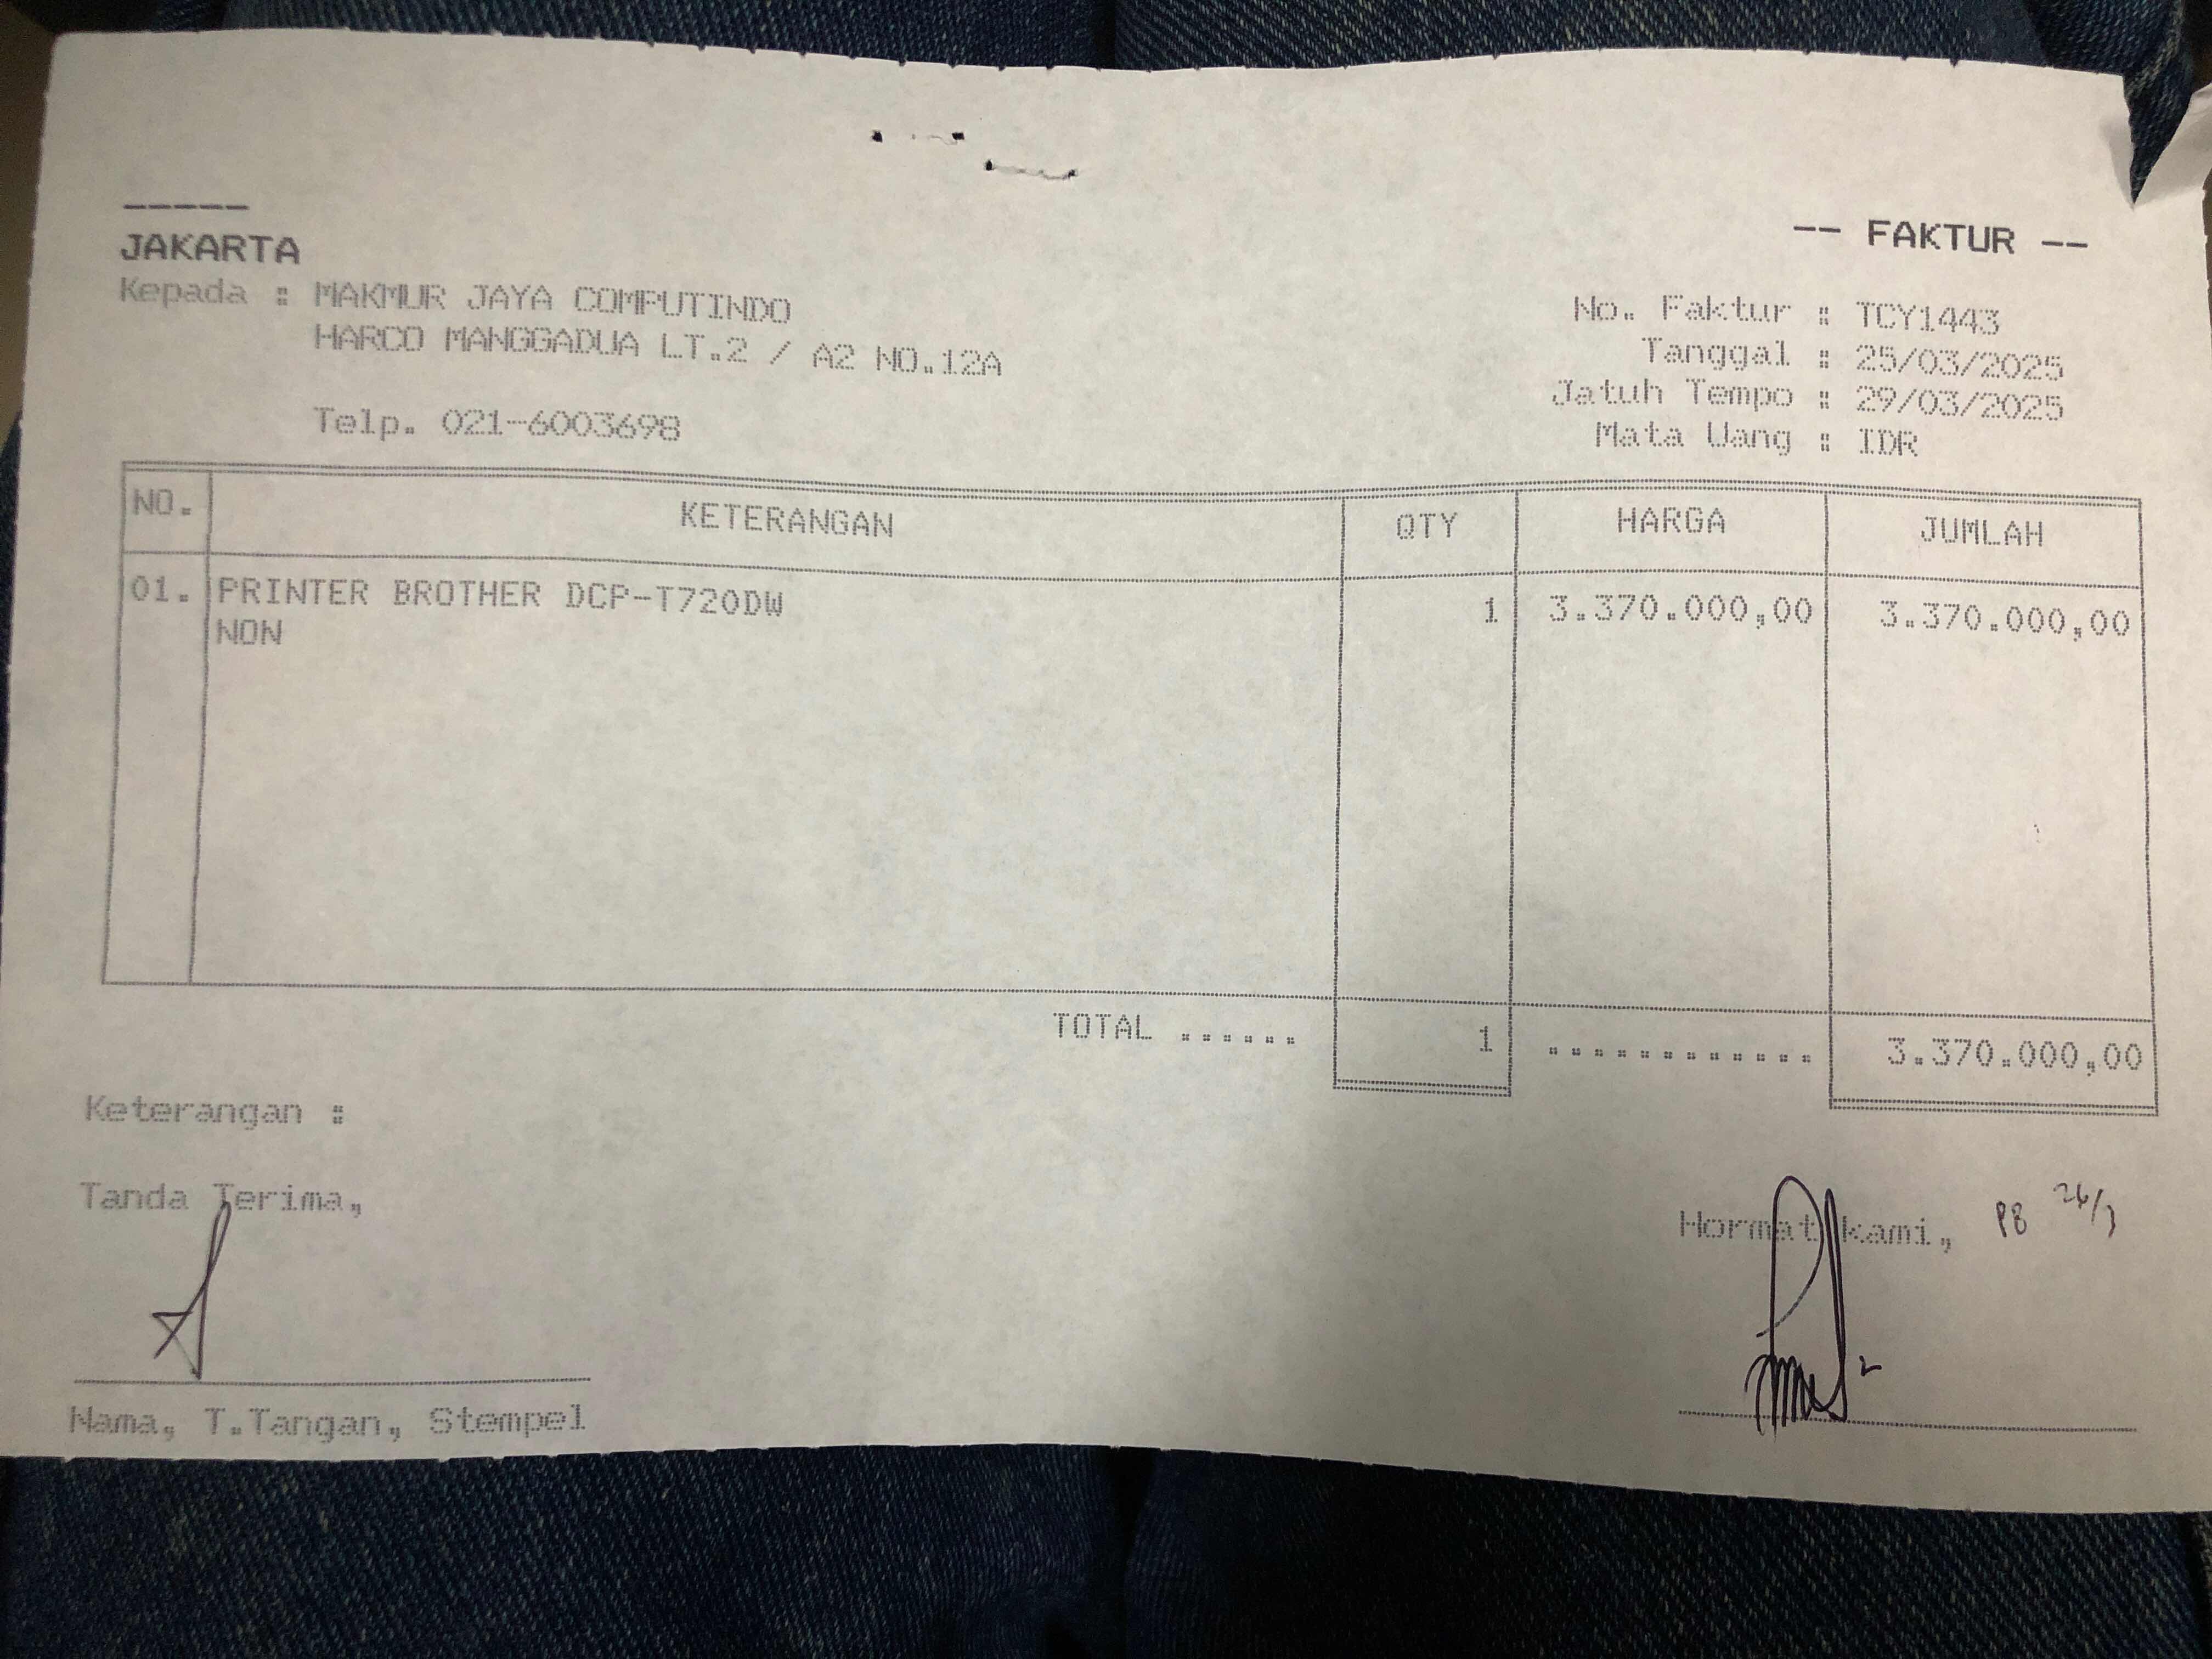 -----
JAKARTA
-- FAKTUR --
Kepada : MAKMUR JAYA COMPUTINDO
HARCO MANGGADUA LT.2 / A2 NO.12A
Telp. 021-6003698
No. Faktur : TCY1443
Tanggal : 25/03/2025
Jatuh Tempo : 29/03/2025
Mata Uang : IDR
NO. KETERANGAN QTY HARGA JUMLAH
01. PRINTER BROTHER DCP-T720DW 1 3.370.000,00 3.370.000,00
NON
TOTAL ...... 1 ............ 3.370.000,00
Keterangan :
Tanda Terima,
Hormat kami, PB 26/3
Nama, T.Tangan, Stempel